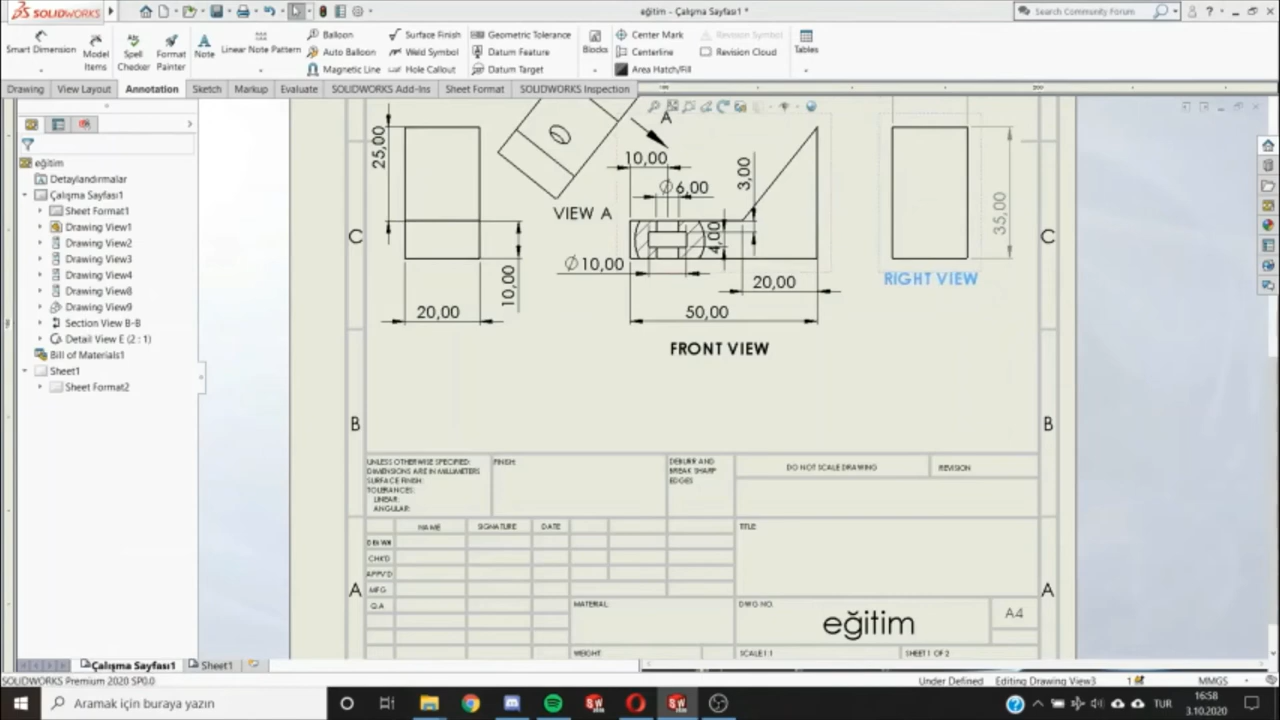 SOLIDWORKS
eğitim - Çalışma Sayfası1 *
Search Community Forum
Smart Dimension
Model Items
Spell Checker
Format Painter
Note
Linear Note Pattern
Balloon
Auto Balloon
Magnetic Line
Surface Finish
Weld Symbol
Hole Callout
Geometric Tolerance
Datum Feature
Datum Target
Blocks
Center Mark
Centerline
Area Hatch/Fill
Revision Symbol
Revision Cloud
Tables
Drawing
View Layout
Annotation
Sketch
Markup
Evaluate
SOLIDWORKS Add-Ins
Sheet Format
SOLIDWORKS Inspection
eğitim
Detaylandırmalar
Çalışma Sayfası1
Sheet Format1
Drawing View1
Drawing View2
Drawing View3
Drawing View4
Drawing View8
Drawing View9
Section View B-B
Detail View E (2 : 1)
Bill of Materials1
Sheet1
Sheet Format2
25,00
20,00
10,00
VIEW A
A
10,00
∅6,00
3,00
4,00
∅10,00
20,00
50,00
FRONT VIEW
35,00
RIGHT VIEW
C
C
B
B
A
A
UNLESS OTHERWISE SPECIFIED:
DIMENSIONS ARE IN MILLIMETERS
SURFACE FINISH:
TOLERANCES:
LINEAR:
ANGULAR:
FINISH:
DEBURR AND
BREAK SHARP
EDGES
DO NOT SCALE DRAWING
REVISION
NAME
SIGNATURE
DATE
TITLE:
DRAWN
CHK'D
APPV'D
MFG
Q.A
MATERIAL:
DWG NO.
eğitim
A4
WEIGHT:
SCALE:1:1
SHEET 1 OF 2
Çalışma Sayfası1
Sheet1
SOLIDWORKS Premium 2020 SP0.0
Under Defined
Editing Drawing View3
MMGS
Aramak için buraya yazın
TUR
16:58
3.10.2020